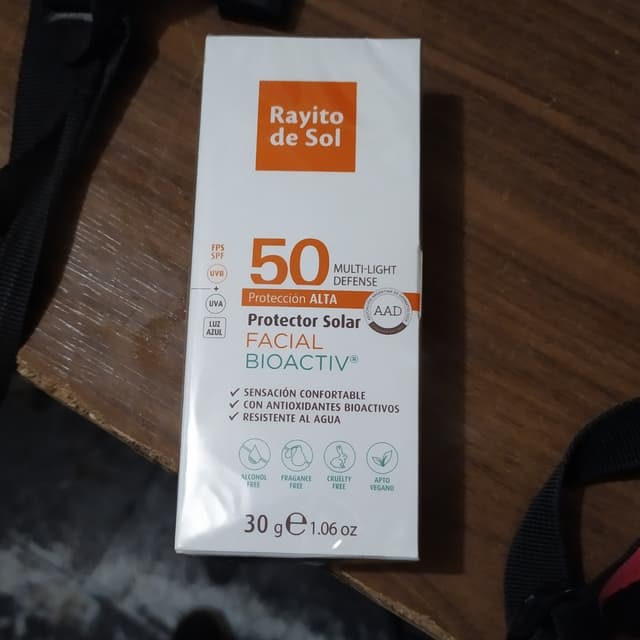 Rayito
de Sol
FPS
SPF
50
MULTI-LIGHT
DEFENSE
UVB
+
UVA
LUZ
AZUL
Protección ALTA
AAD
Protector Solar
FACIAL
BIOACTIV®
✓ SENSACIÓN CONFORTABLE
✓ CON ANTIOXIDANTES BIOACTIVOS
✓ RESISTENTE AL AGUA
ALCOHOL
FREE
FRAGANCE
FREE
CRUELTY
FREE
APTO
VEGANO
30 g ℮ 1.06 oz